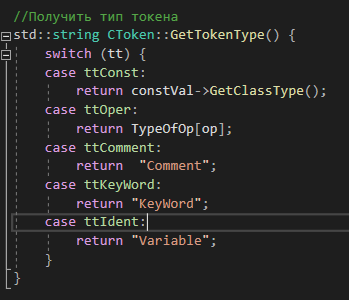 //Получить тип токена
std::string CToken::GetTokenType() {
    switch (tt) {
    case ttConst:
        return constVal->GetClassType();
    case ttOper:
        return TypeOfOp[op];
    case ttComment:
        return  "Comment";
    case ttKeyWord:
        return "KeyWord";
    case ttIdent:
        return "Variable";
    }
}